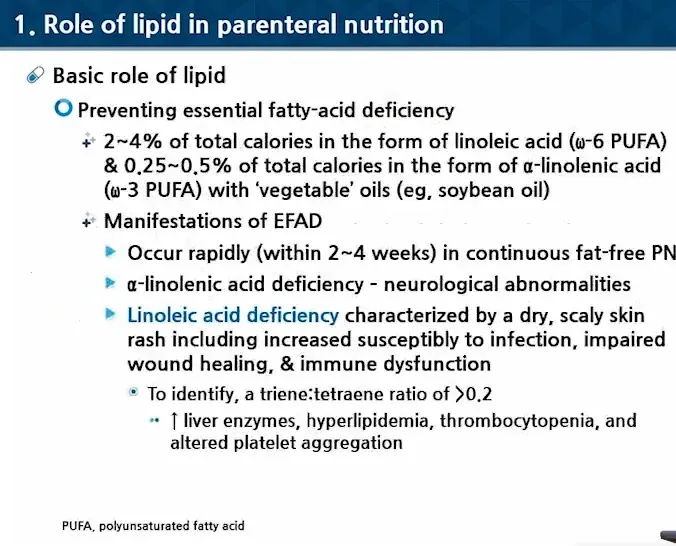 1. Role of lipid in parenteral nutrition
Basic role of lipid
Preventing essential fatty-acid deficiency
2~4% of total calories in the form of linoleic acid (ω-6 PUFA)
& 0.25~0.5% of total calories in the form of α-linolenic acid
(ω-3 PUFA) with ‘vegetable’ oils (eg, soybean oil)
Manifestations of EFAD
Occur rapidly (within 2~4 weeks) in continuous fat-free PN
α-linolenic acid deficiency - neurological abnormalities
Linoleic acid deficiency characterized by a dry, scaly skin
rash including increased susceptibly to infection, impaired
wound healing, & immune dysfunction
To identify, a triene:tetraene ratio of >0.2
↑ liver enzymes, hyperlipidemia, thrombocytopenia, and
altered platelet aggregation
PUFA, polyunsaturated fatty acid